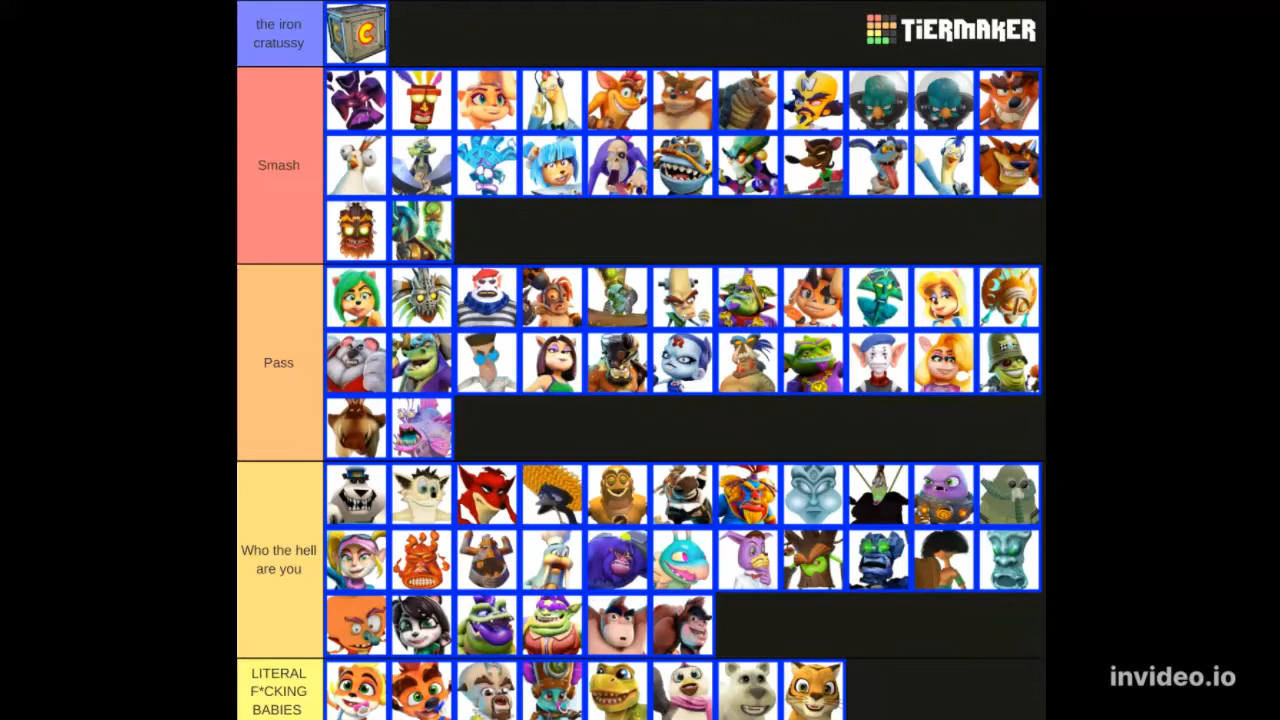 the iron
cratussy
C
TiERMAKER
Smash
N
Pass
Who the hell
are you
LITERAL
F*CKING
BABIES
invideo.io